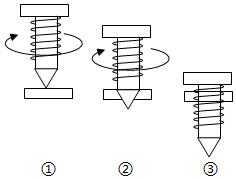 ① ② ③